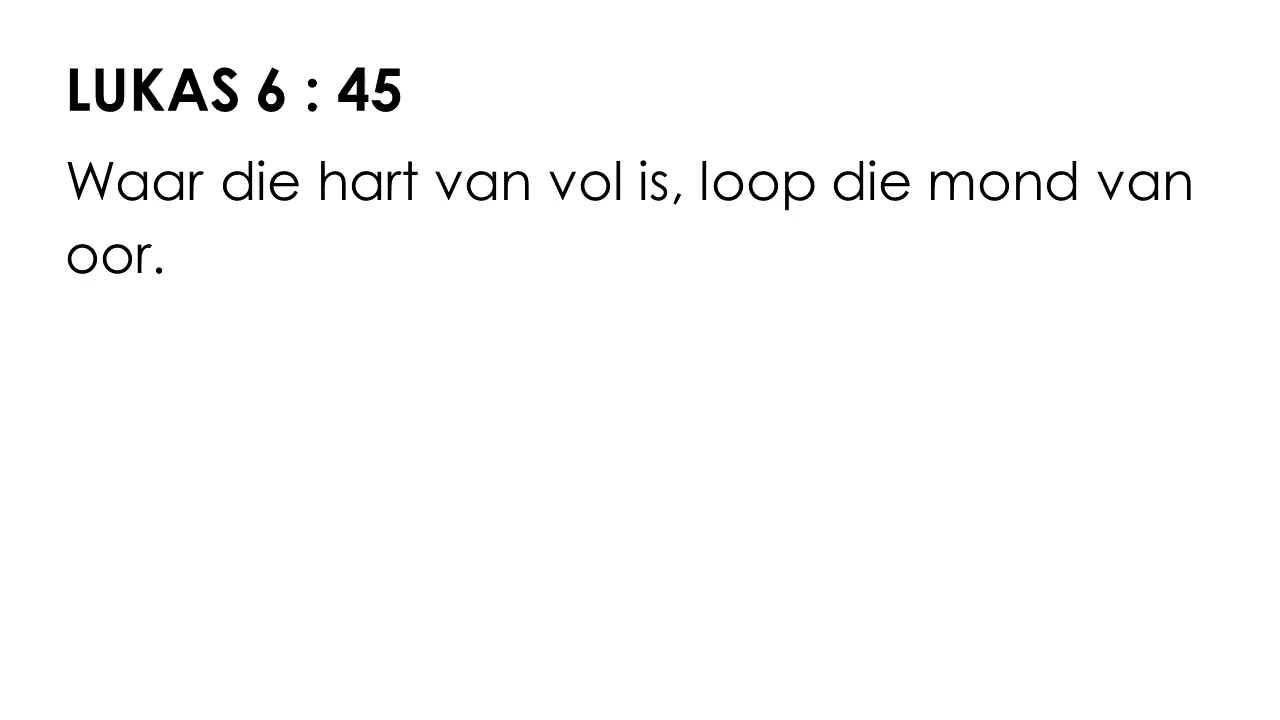 LUKAS 6 : 45
Waar die hart van vol is, loop die mond van
oor.